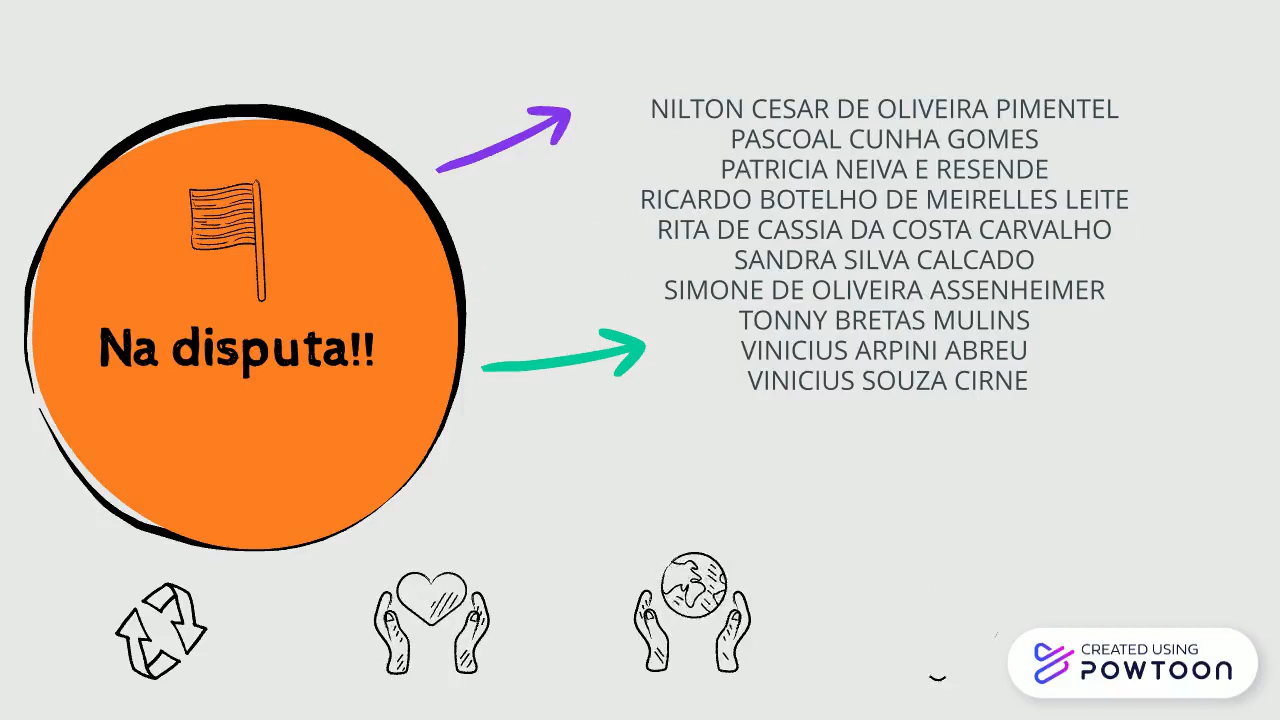 Na disputa!!
NILTON CESAR DE OLIVEIRA PIMENTEL
PASCOAL CUNHA GOMES
PATRICIA NEIVA E RESENDE
RICARDO BOTELHO DE MEIRELLES LEITE
RITA DE CASSIA DA COSTA CARVALHO
SANDRA SILVA CALCADO
SIMONE DE OLIVEIRA ASSENHEIMER
TONNY BRETAS MULINS
VINICIUS ARPINI ABREU
VINICIUS SOUZA CIRNE
CREATED USING
POWTOON